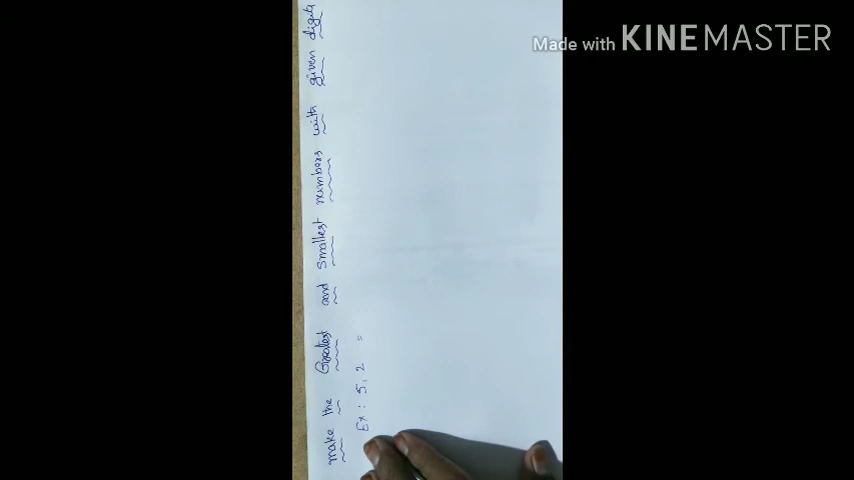 Made with KINEMASTER
make the Greatest and smallest numbers with given digits
Ex : 5, 2 =